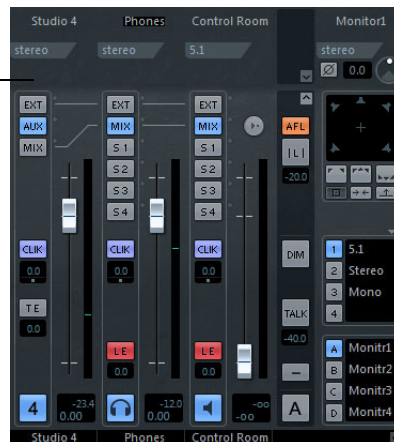 Studio 4 Phones Control Room Monitor1
stereo stereo 5.1 stereo
0.0
EXT EXT EXT
AUX MIX MIX AFL
MIX S 1 S 1
S 2 S 2 L
S 3 S 3 -20.0
S 4 S 4
CLIK CLIK CLIK DIM 1 5.1
0.0 0.0 0.0 2 Stereo
3 Mono
T E TALK 4
0.0 -40.0
L E L E A Monitr1
0.0 0.0 B Monitr2
C Monitr3
4 -23.4 -12.0 -oo A D Monitr4
0.00 0.00 -oo
Studio 4 Phones Control Room